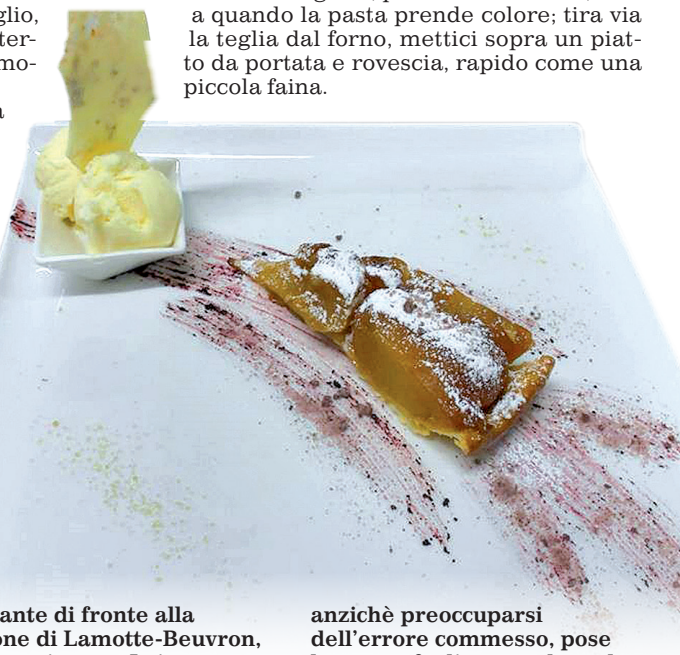 glio,
ter-
mo-
a quando la pasta prende colore; tira via
la teglia dal forno, mettici sopra un piat-
to da portata e rovescia, rapido come una
piccola faina.
ante di fronte alla
one di Lamotte-Beuvron,
anzichè preoccuparsi
dell'errore commesso, pose